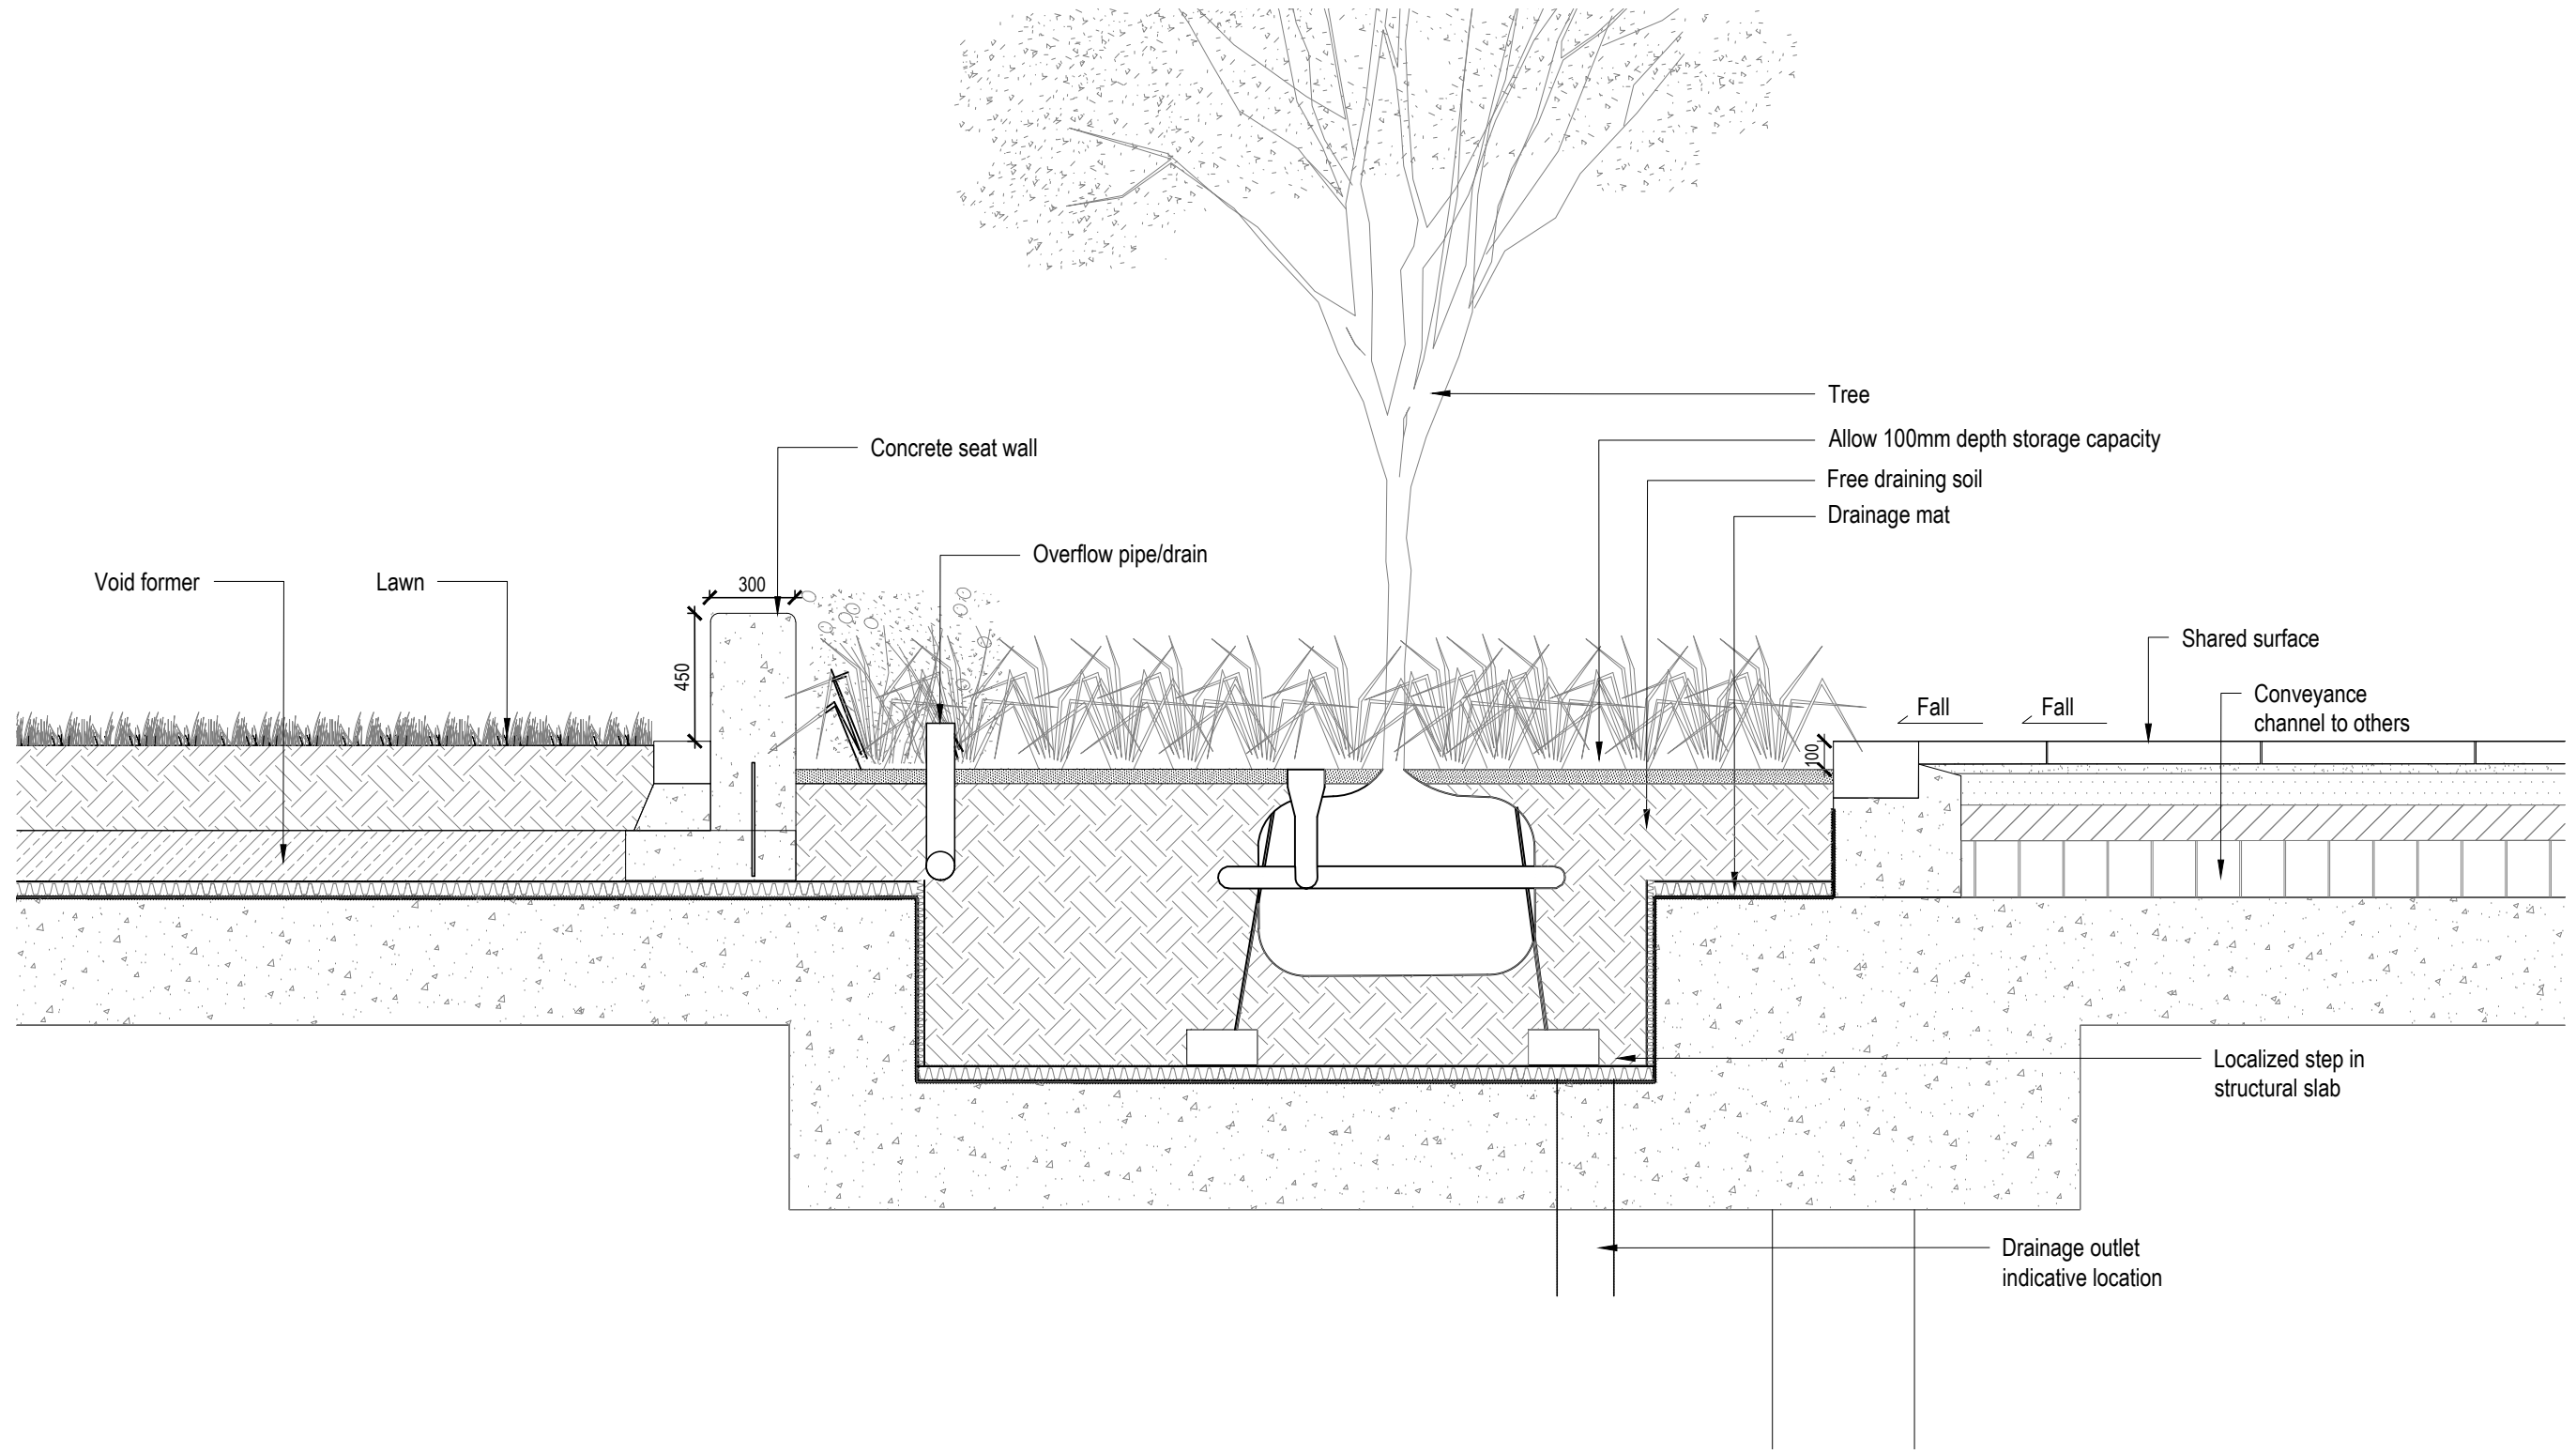 Tree
Allow 100mm depth storage capacity
Concrete seat wall
Free draining soil
Drainage mat
Overflow pipe/drain
Void former
Lawn
300
450
Shared surface
Fall
Fall
Conveyance
channel to others
100
Localized step in
structural slab
Drainage outlet
indicative location